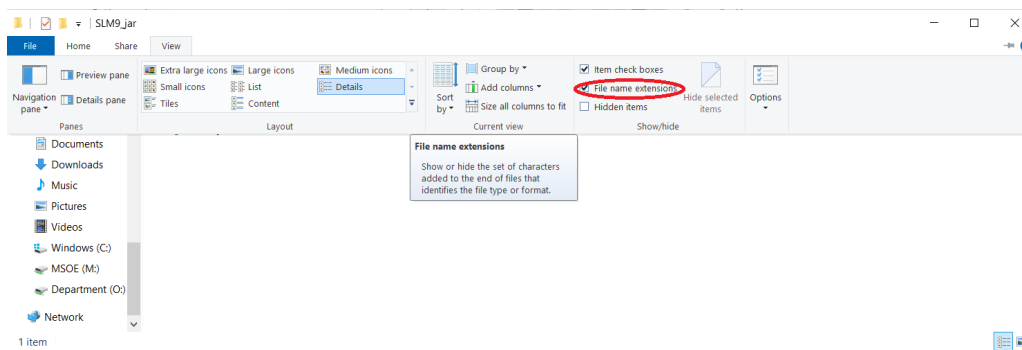 SLM9_jar
File Home Share View
Navigation pane
Preview pane
Details pane
Panes
Extra large icons Large icons Medium icons
Small icons List Details
Tiles Content
Layout
Sort by
Group by
Add columns
Size all columns to fit
Current view
Item check boxes
File name extensions
Hidden items
Hide selected items
Show/hide
Options
File name extensions
Show or hide the set of characters
added to the end of files that
identifies the file type or format.
Documents
Downloads
Music
Pictures
Videos
Windows (C:)
MSOE (M:)
Department (O:)
Network
1 item